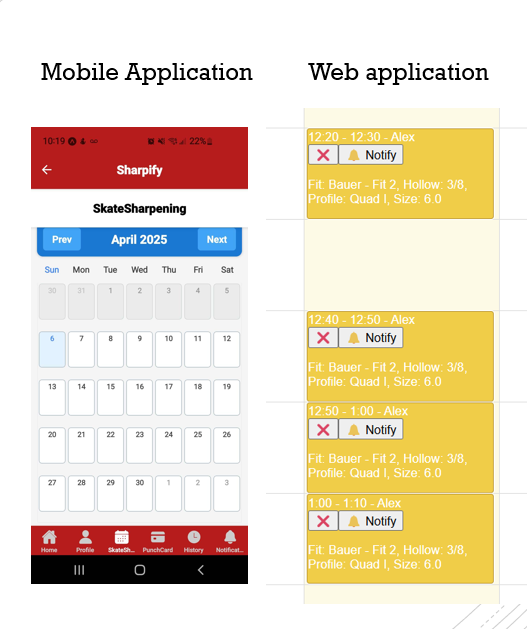 Mobile Application
Web application
10:19 22%
Sharpify
SkateSharpening
Prev April 2025 Next
Sun Mon Tue Wed Thu Fri Sat
30 31 1 2 3 4 5
6 7 8 9 10 11 12
13 14 15 16 17 18 19
20 21 22 23 24 25 26
27 28 29 30 1 2 3
Home Profile SkateSh... PunchCard History Notificat...
12:20 - 12:30 - Alex
Notify
Fit: Bauer - Fit 2, Hollow: 3/8,
Profile: Quad I, Size: 6.0
12:40 - 12:50 - Alex
Notify
Fit: Bauer - Fit 2, Hollow: 3/8,
Profile: Quad I, Size: 6.0
12:50 - 1:00 - Alex
Notify
Fit: Bauer - Fit 2, Hollow: 3/8,
Profile: Quad I, Size: 6.0
1:00 - 1:10 - Alex
Notify
Fit: Bauer - Fit 2, Hollow: 3/8,
Profile: Quad I, Size: 6.0